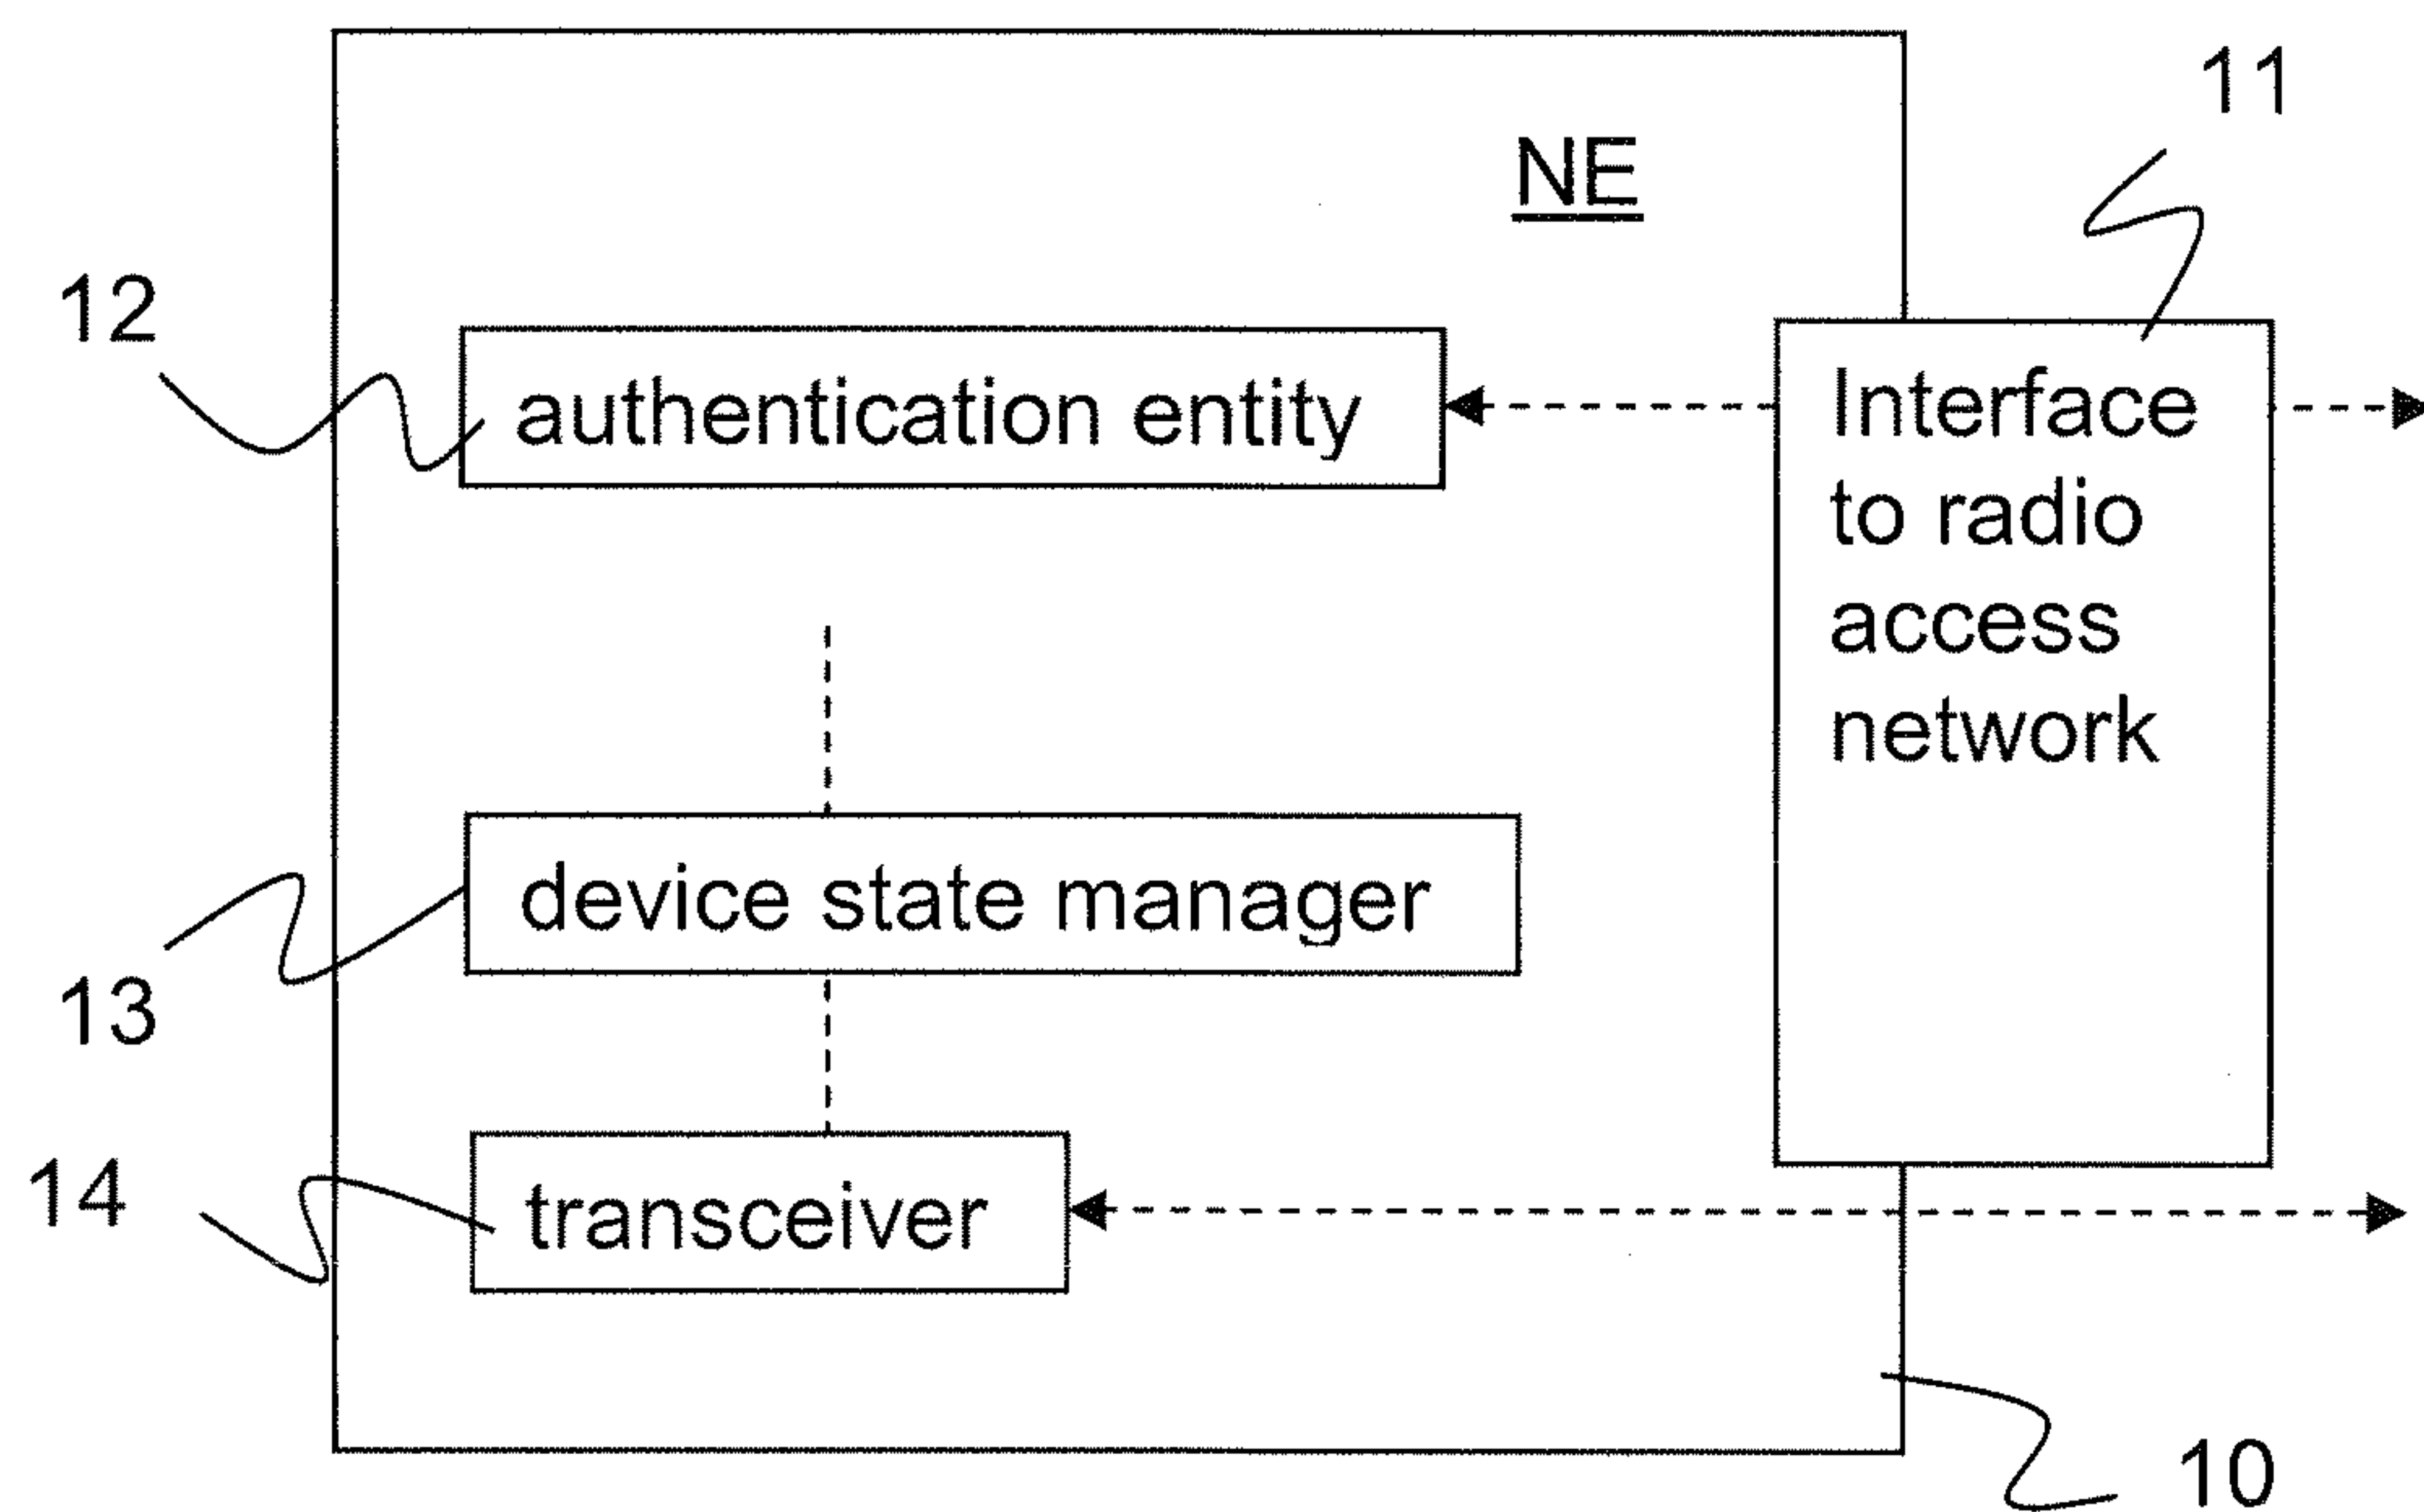 11
NE
12
authentication entity
Interface
to radio
access
network
device state manager
13
14
transceiver
10